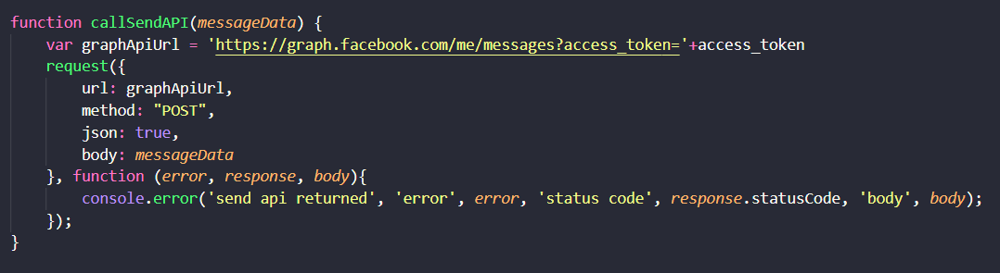 function callSendAPI(messageData) {
    var graphApiUrl = 'https://graph.facebook.com/me/messages?access_token='+access_token
    request({
        url: graphApiUrl,
        method: "POST",
        json: true,
        body: messageData
    }, function (error, response, body){
        console.error('send api returned', 'error', error, 'status code', response.statusCode, 'body', body);
    });
}